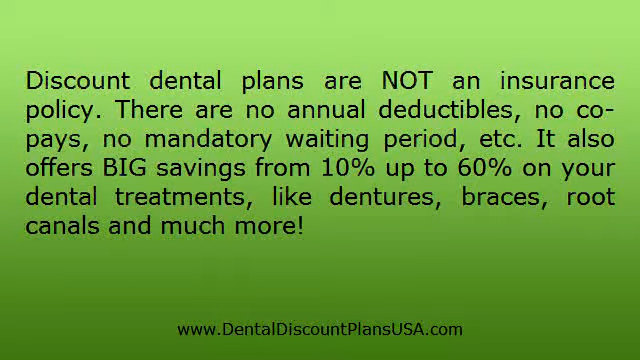 Discount dental plans are NOT an insurance
policy. There are no annual deductibles, no co-
pays, no mandatory waiting period, etc. It also
offers BIG savings from 10% up to 60% on your
dental treatments, like dentures, braces, root
canals and much more!
www.DentalDiscountPlansUSA.com